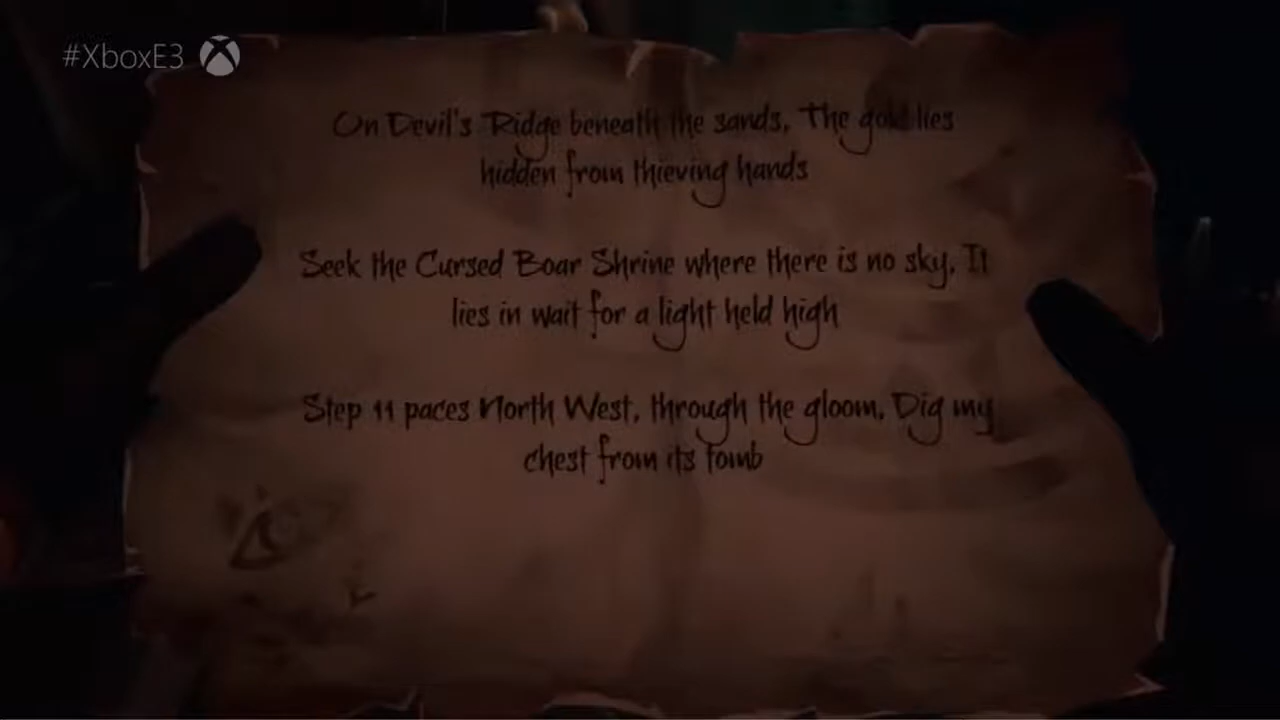 #XboxE3
On Devil's Ridge beneath the sands, The gold lies
hidden from thieving hands
Seek the Cursed Boar Shrine where there is no sky, It
lies in wait for a light held high
Step 11 paces North West, through the gloom, Dig my
chest from its tomb